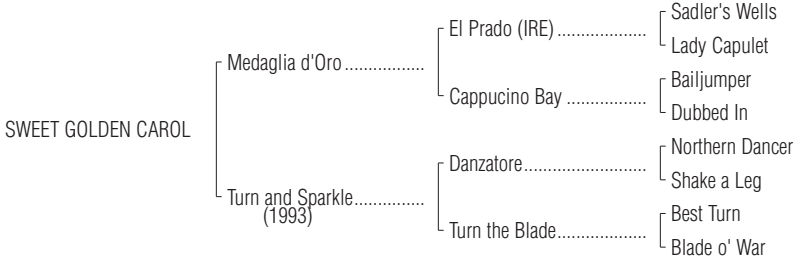 Sadler's Wells
El Prado (IRE)...................
Lady Capulet
Medaglia d'Oro.................
Bailjumper
Cappucino Bay .................
Dubbed In
SWEET GOLDEN CAROL
Northern Dancer
Danzatore..........................
Shake a Leg
Turn and Sparkle...............
(1993)
Best Turn
Turn the Blade...................
Blade o' War